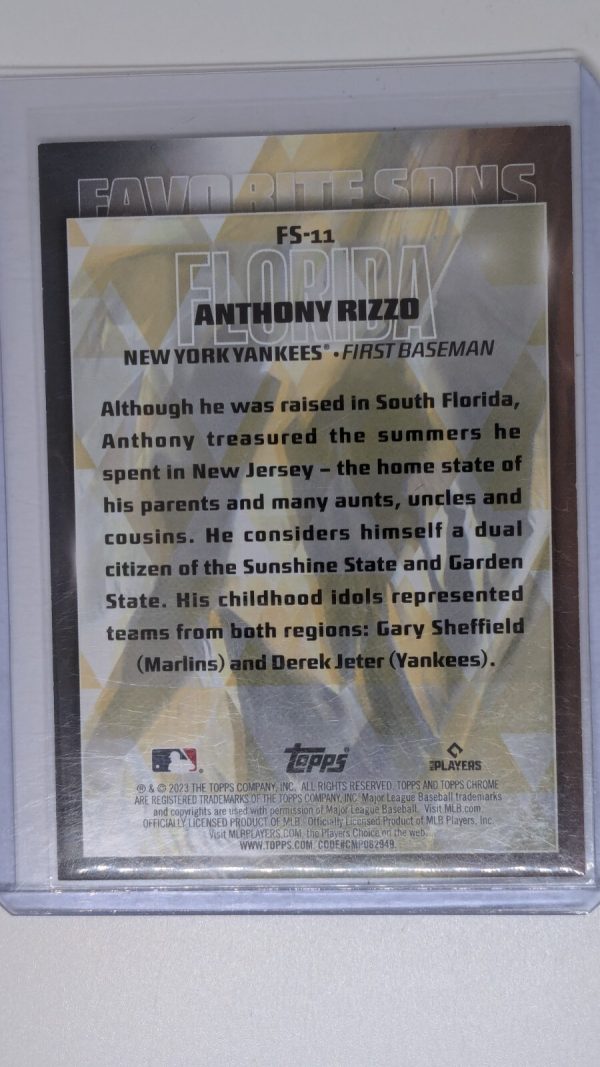 FAVORITE SONS
FS-11
FLORIDA
ANTHONY RIZZO
NEW YORK YANKEES® • FIRST BASEMAN
Although he was raised in South Florida,
Anthony treasured the summers he
spent in New Jersey – the home state of
his parents and many aunts, uncles and
cousins. He considers himself a dual
citizen of the Sunshine State and Garden
State. His childhood idols represented
teams from both regions: Gary Sheffield
(Marlins) and Derek Jeter (Yankees).
topps®
MLB PLAYERS
® & © 2023 THE TOPPS COMPANY, INC. ALL RIGHTS RESERVED. TOPPS AND TOPPS CHROME
ARE REGISTERED TRADEMARKS OF THE TOPPS COMPANY, INC. Major League Baseball trademarks
and copyrights are used with permission of Major League Baseball. Visit MLB.com
OFFICIALLY LICENSED PRODUCT OF MLB Officially Licensed Product of MLB Players, Inc.
Visit MLBPLAYERS.COM, the Players Choice on the web.
WWW.TOPPS.COM CODE#CMP082949